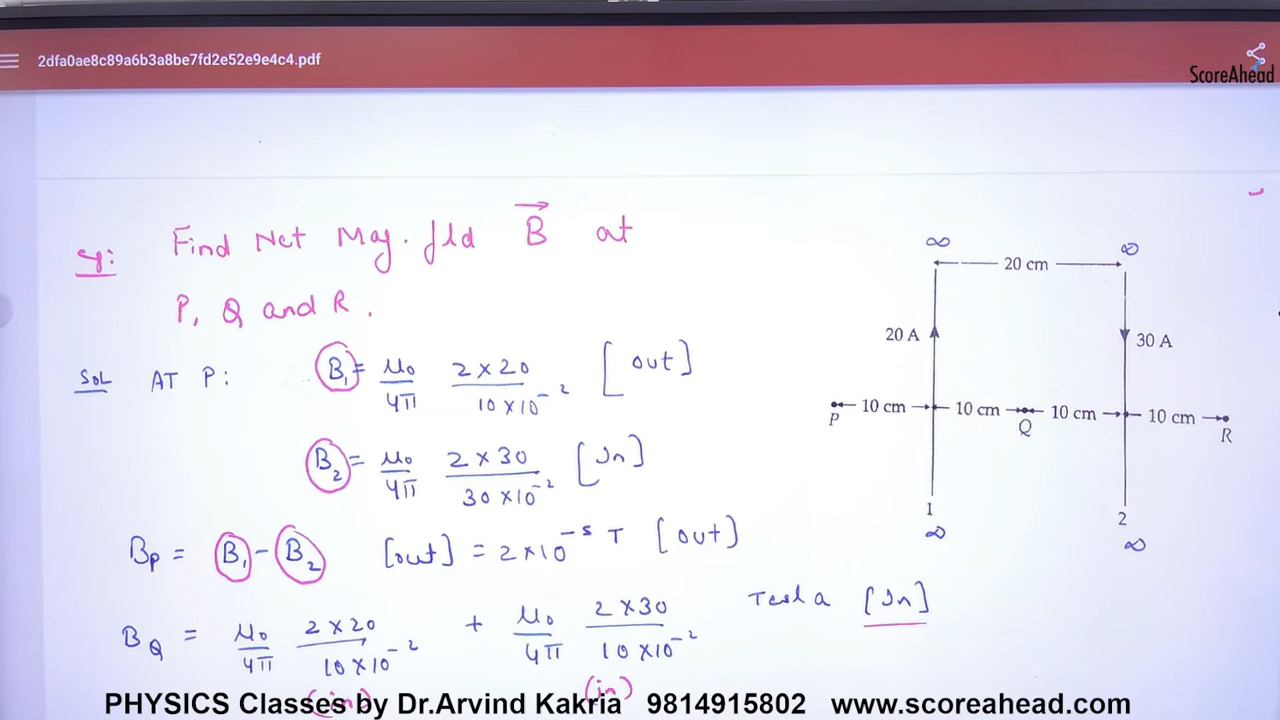 2dfa0ae8c89a6b3a8be7fd2e52e9e4c4.pdf
ScoreAhead
Find Net Mag. fld B⃗ at
P, Q and R.
Sol AT P: B₁ = μ₀/4π 2×20/10×10⁻² [out]
B₂ = μ₀/4π 2×30/30×10⁻² [In]
Bp = B₁ - B₂ [out] = 2×10⁻⁵ T [out]
BQ = μ₀/4π 2×20/10×10⁻² + μ₀/4π 2×30/10×10⁻² Tesla [In]
(in) (in)
∞ ∞
20 cm
20 A 30 A
10 cm 10 cm 10 cm 10 cm
P Q R
1 2
∞ ∞
PHYSICS Classes by Dr.Arvind Kakria 9814915802 www.scoreahead.com